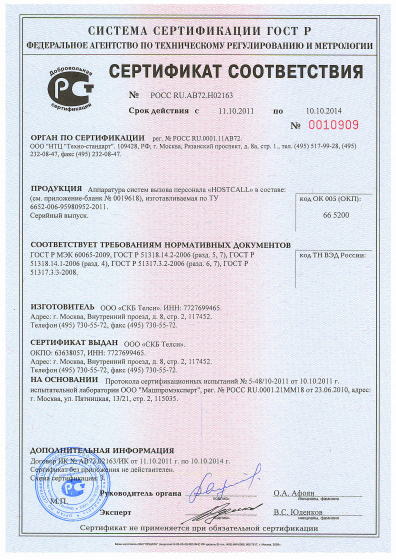 СИСТЕМА СЕРТИФИКАЦИИ ГОСТ Р
ФЕДЕРАЛЬНОЕ АГЕНТСТВО ПО ТЕХНИЧЕСКОМУ РЕГУЛИРОВАНИЮ И МЕТРОЛОГИИ
Добровольная
сертификация
СЕРТИФИКАТ СООТВЕТСТВИЯ
№ РОСС RU.АВ72.Н02163
Срок действия с 11.10.2011 по 10.10.2014
№ 0010909
ОРГАН ПО СЕРТИФИКАЦИИ рег. № РОСС RU.0001.11АВ72.
ООО "ИТЦ "Техно-стандарт". 109428, РФ, г. Москва, Рязанский проспект, д. 8а, стр. 1., тел. (495) 517-99-28, (495)
232-08-47, факс (495) 232-08-47.
ПРОДУКЦИЯ Аппаратура систем вызова персонала «HOSTCALL» в составе:
(см. приложение-бланк № 0019618), изготавливаемая по ТУ
6652-006-95980952-2011.
Серийный выпуск.
код ОК 005 (ОКП):
66 5200
СООТВЕТСТВУЕТ ТРЕБОВАНИЯМ НОРМАТИВНЫХ ДОКУМЕНТОВ
ГОСТ Р МЭК 60065-2009, ГОСТ Р 51318.14.2-2006 (разд. 5, 7), ГОСТ Р
51318.14.1-2006 (разд. 4), ГОСТ Р 51317.3.2-2006 (разд. 6, 7), ГОСТ Р
51317.3.3-2008.
код ТН ВЭД России:
ИЗГОТОВИТЕЛЬ ООО «СКБ Телси». ИНН: 7727699465.
Адрес: г. Москва, Внутренний проезд, д. 8, стр. 2, 117452.
Телефон (495) 730-55-72, факс (495) 730-55-72.
СЕРТИФИКАТ ВЫДАН ООО «СКБ Телси».
ОКПО: 63638057, ИНН: 7727699465.
Адрес: г. Москва, Внутренний проезд, д. 8, стр. 2, 117452.
Телефон (495) 730-55-72, факс (495) 730-55-72.
НА ОСНОВАНИИ Протокола сертификационных испытаний № 5-48/10-2011 от 10.10.2011 г.
испытательной лаборатории ООО "Машпромэксперт", рег. № РОСС RU.0001.21ММ18 от 23.06.2010, адрес:
г. Москва, ул. Пятницкая, 13/21, стр. 2, 115035.
ДОПОЛНИТЕЛЬНАЯ ИНФОРМАЦИЯ
Договор ИК № АВ72.02163/ИК от 11.10.2011 г. по 10.10.2014 г.
Сертификат без приложения не действителен.
Схема сертификации: 3.
М.П.
Руководитель органа
подпись
О.А. Афоян
инициалы, фамилия
Эксперт
подпись
В.С. Юденков
инициалы, фамилия
Сертификат не применяется при обязательной сертификации